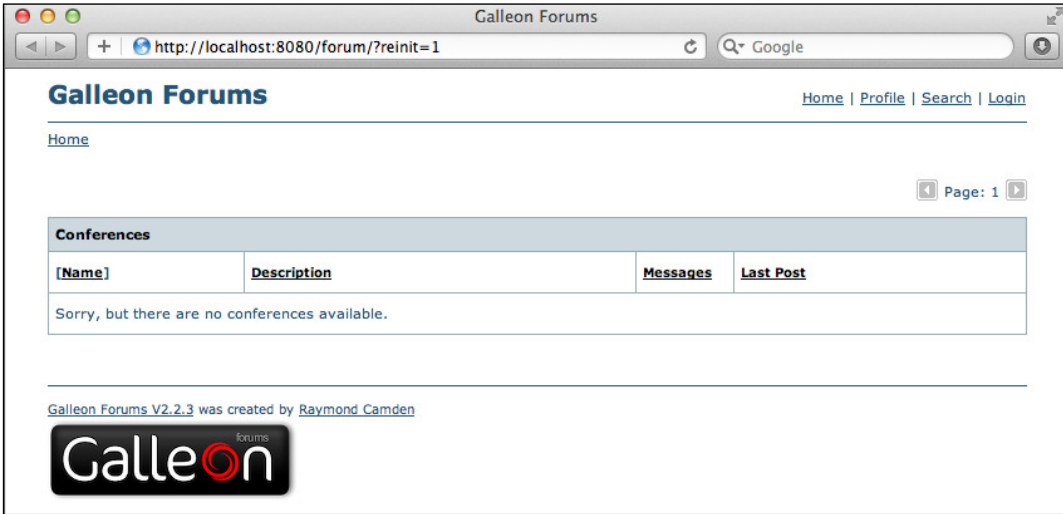 Galleon Forums
http://localhost:8080/forum/?reinit=1
Google
Galleon Forums
Home | Profile | Search | Login
Home
Page: 1
Conferences
[Name] Description Messages Last Post
Sorry, but there are no conferences available.
Galleon Forums V2.2.3 was created by Raymond Camden
forums
Galleon